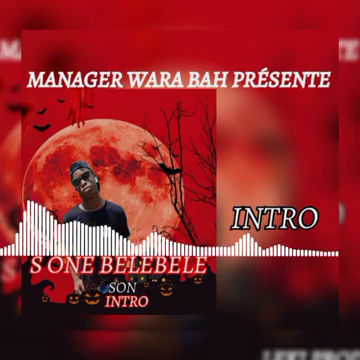 MANAGER WARA BAH PRÉSENTE
INTRO
S ONE BELEBELE
SON
INTRO